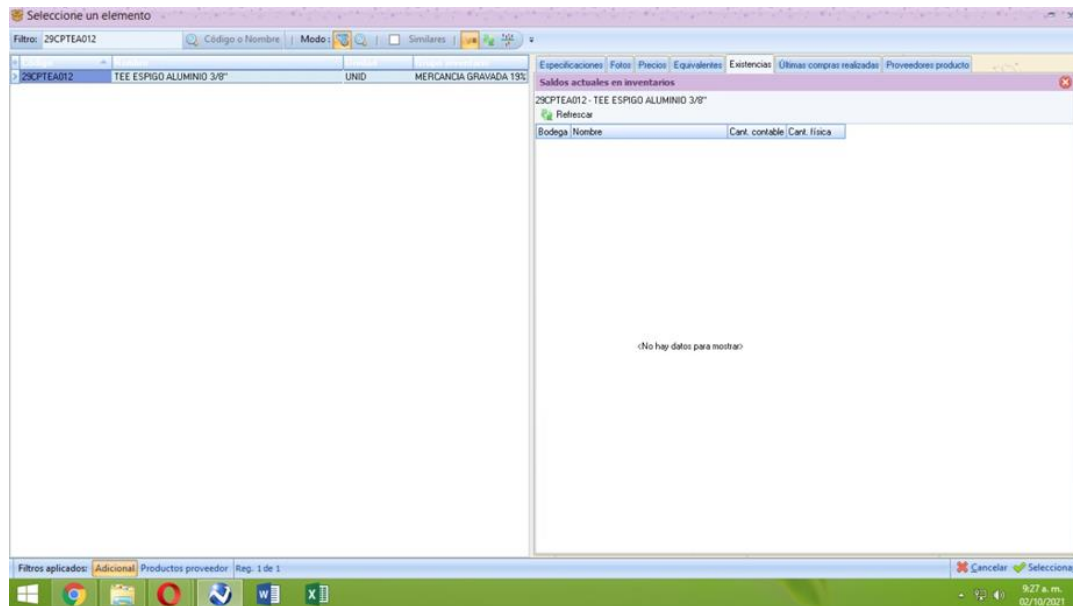 Seleccione un elemento
Filtro: 29CPTEA012 Código o Nombre Modo: Similares
Código Nombre Unidad
29CPTEA012 TEE ESPIGO ALUMINIO 3/8" UNID MERCANCIA GRAVADA 19%
Especificaciones Fotos Precios Equivalentes Existencias Últimas compras realizadas Proveedores producto
Saldos actuales en inventarios
29CPTEA012 - TEE ESPIGO ALUMINIO 3/8"
Refrescar
Bodega Nombre Cant. contable Cant. física
<No hay datos para mostrar>
Filtros aplicados: Adicional Productos proveedor Reg. 1 de 1
Cancelar Selecciona
9:27 a. m.
02/10/2021